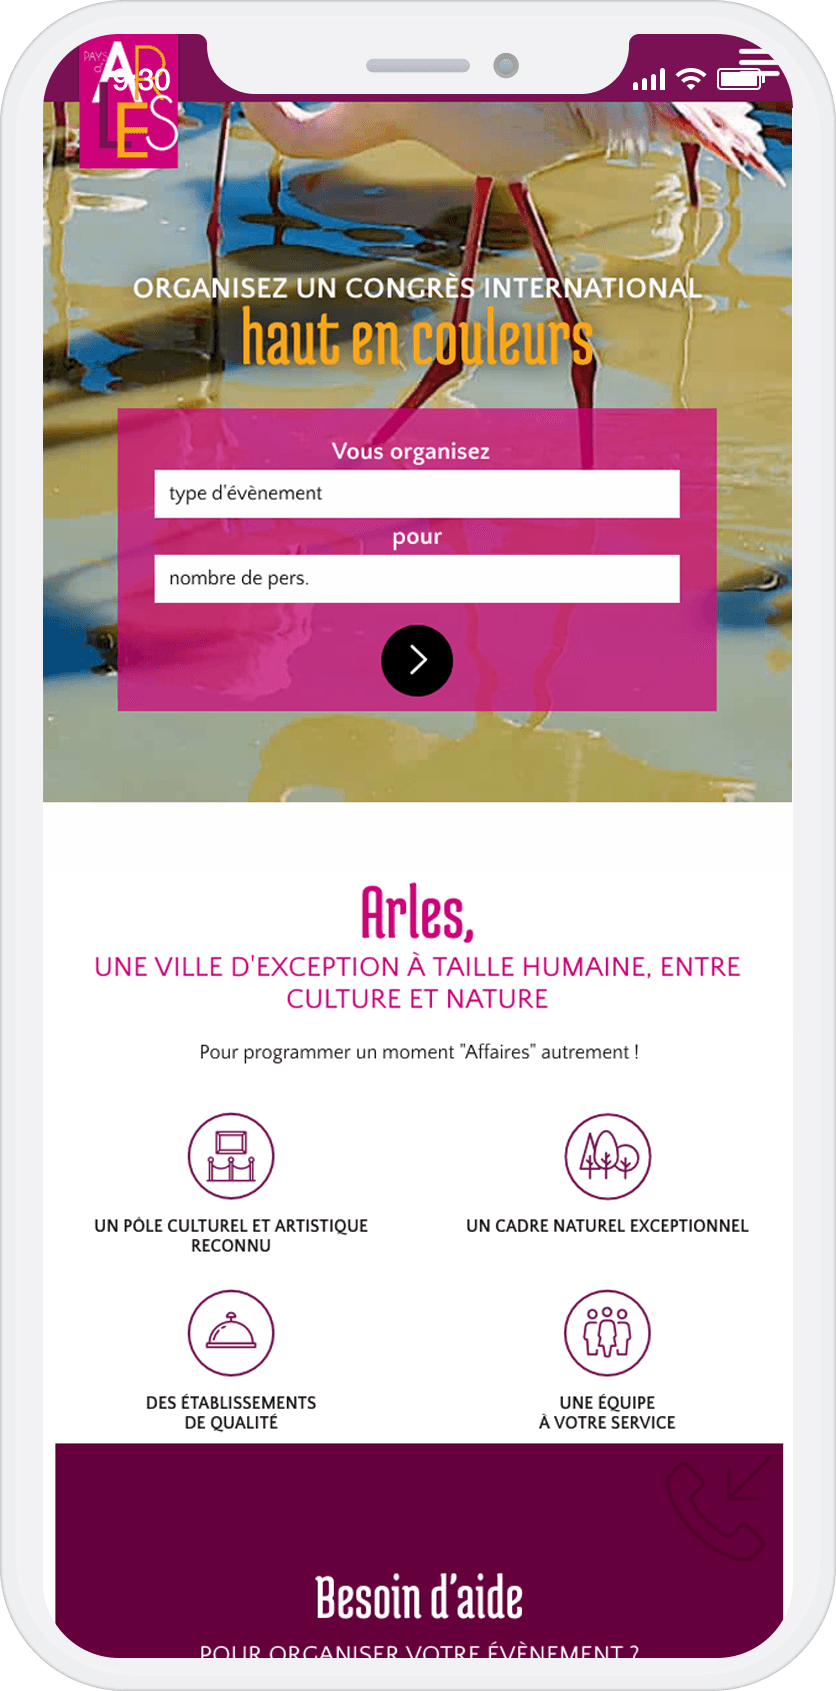 PAYS
d'
ARLES
9:30
ORGANISEZ UN CONGRÈS INTERNATIONAL
haut en couleurs
Vous organisez
type d'évènement
pour
nombre de pers.
Arles,
UNE VILLE D'EXCEPTION À TAILLE HUMAINE, ENTRE
CULTURE ET NATURE
Pour programmer un moment "Affaires" autrement !
UN PÔLE CULTUREL ET ARTISTIQUE
RECONNU
UN CADRE NATUREL EXCEPTIONNEL
DES ÉTABLISSEMENTS
DE QUALITÉ
UNE ÉQUIPE
À VOTRE SERVICE
Besoin d'aide
POUR ORGANISER VOTRE ÉVÈNEMENT ?